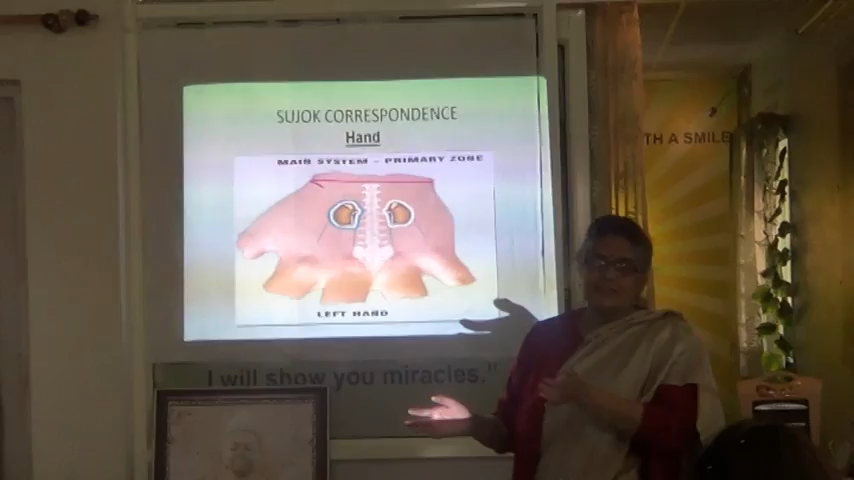 SUJOK CORRESPONDENCE
Hand
MAIN SYSTEM – PRIMARY ZONE
LEFT HAND
TH A SMILE
I will show you miracles."